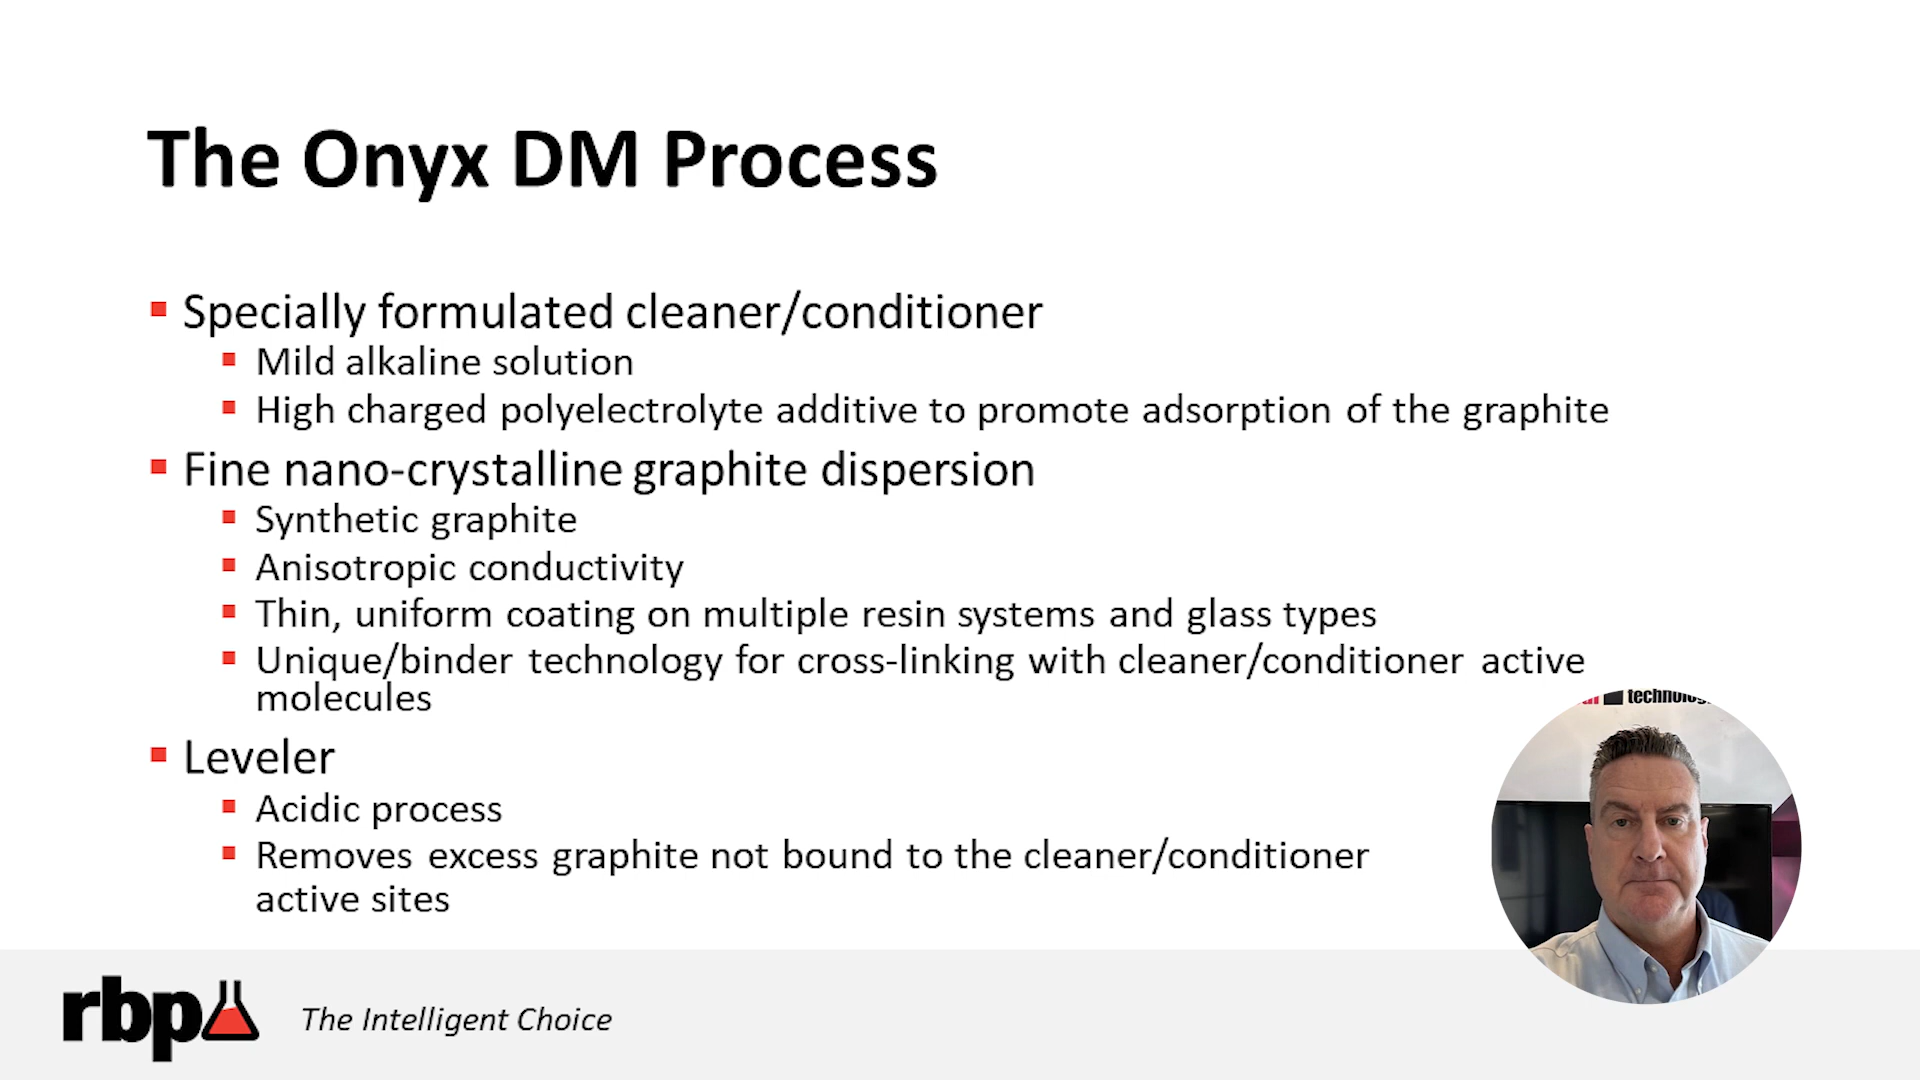 The Onyx DM Process
Specially formulated cleaner/conditioner
Mild alkaline solution
High charged polyelectrolyte additive to promote adsorption of the graphite
Fine nano-crystalline graphite dispersion
Synthetic graphite
Anisotropic conductivity
Thin, uniform coating on multiple resin systems and glass types
Unique/binder technology for cross-linking with cleaner/conditioner active
molecules
Leveler
Acidic process
Removes excess graphite not bound to the cleaner/conditioner
active sites
rbp
The Intelligent Choice